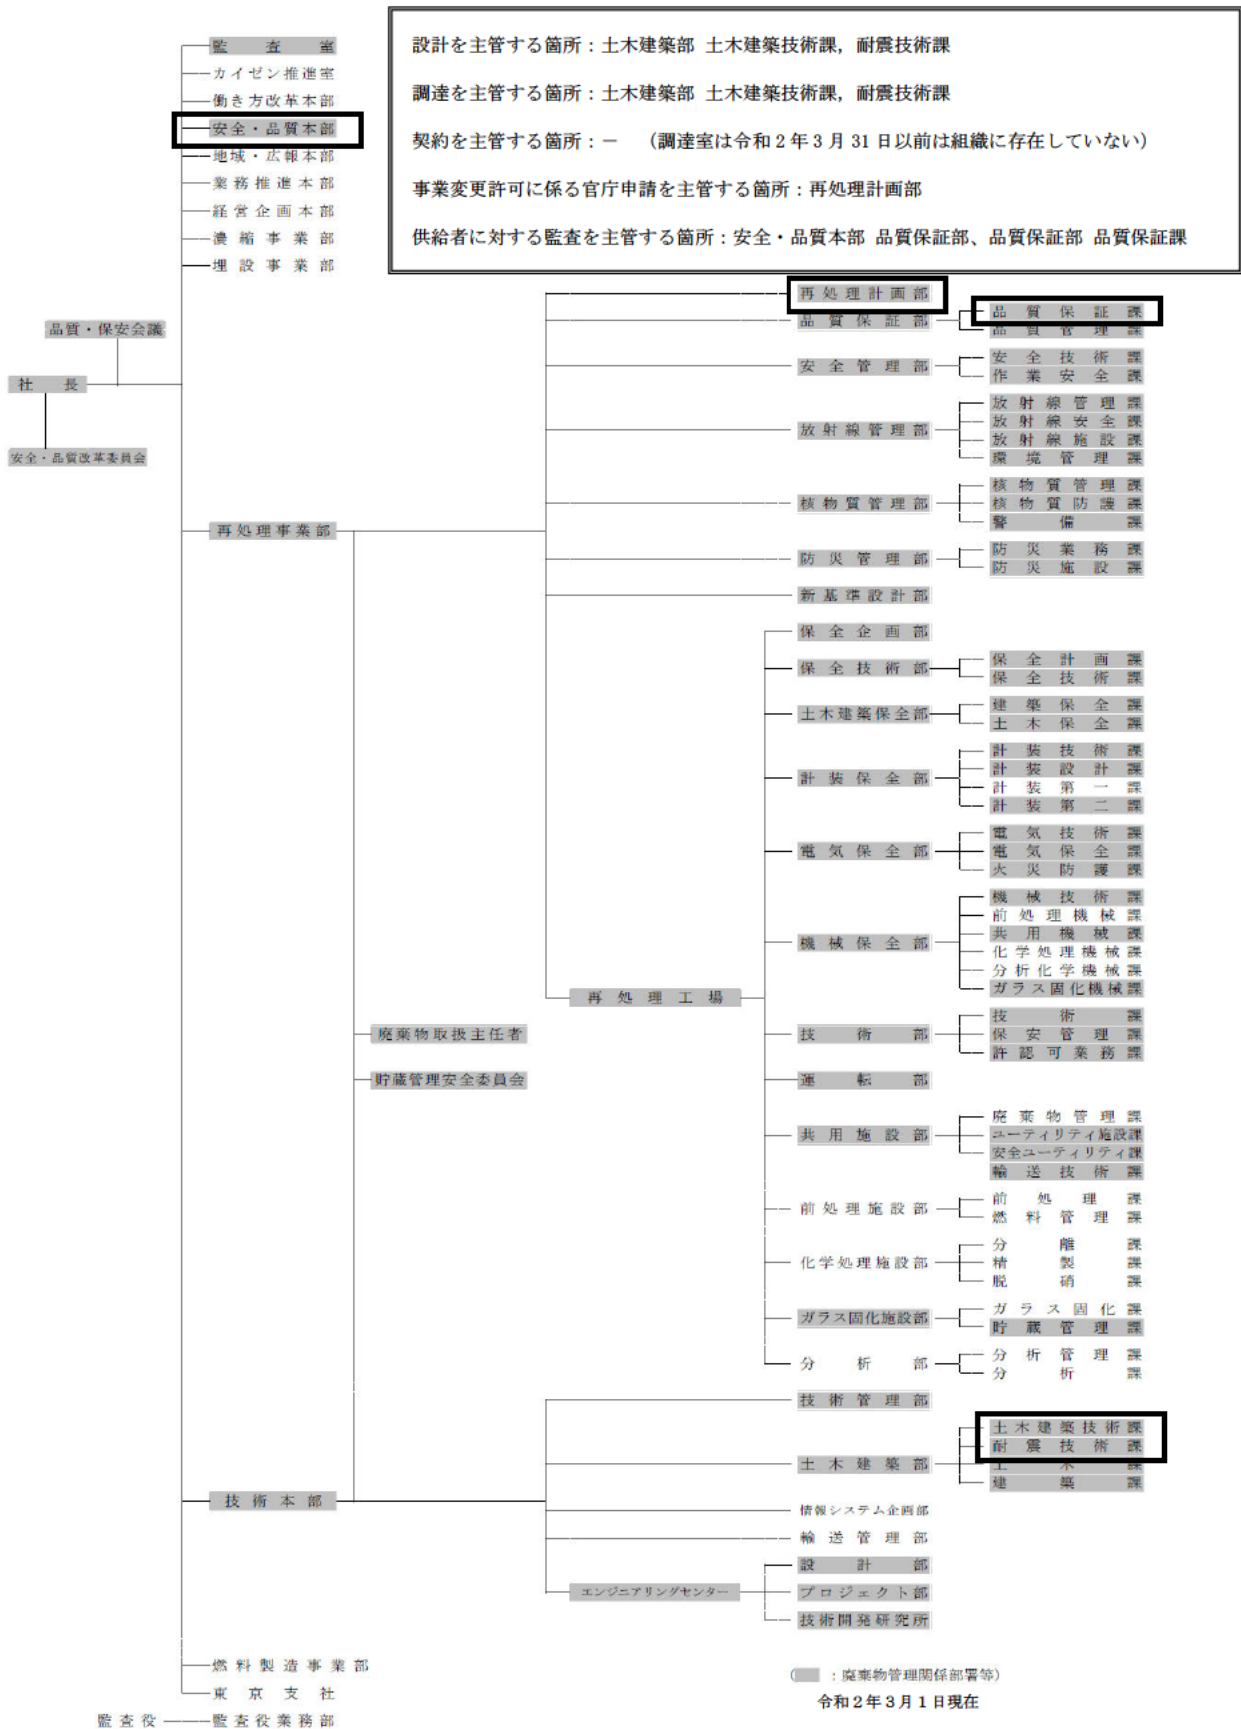 設計を主管する箇所：土木建築部 土木建築技術課，耐震技術課
調達を主管する箇所：土木建築部 土木建築技術課，耐震技術課
契約を主管する箇所：－ （調達室は令和２年３月31日以前は組織に存在していない）
事業変更許可に係る官庁申請を主管する箇所：再処理計画部
供給者に対する監査を主管する箇所：安全・品質本部 品質保証部、品質保証部 品質保証課
監査室
カイゼン推進室
働き方改革本部
安全・品質本部
地域・広報本部
業務推進本部
経営企画本部
濃縮事業部
埋設事業部
品質・保安会議
社長
安全・品質改革委員会
再処理事業部
廃棄物取扱主任者
貯蔵管理安全委員会
再処理計画部
品質保証部
品質保証課
品質管理課
安全管理部
安全技術課
作業安全課
放射線管理部
放射線管理課
放射線安全課
放射線施設課
環境管理課
核物質管理部
核物質管理課
核物質防護課
警備課
防災管理部
防災業務課
防災施設課
新基準設計部
再処理工場
保全企画部
保全技術部
保全計画課
保全技術課
土木建築保全部
建築保全課
土木保全課
計装保全部
計装技術課
計装設計課
計装第一課
計装第二課
電気保全部
電気技術課
電気保全課
火災防護課
機械保全部
機械技術課
前処理機械課
共用機械課
化学処理機械課
分析化学機械課
ガラス固化機械課
技術部
技術課
保安管理課
許認可業務課
運転部
共用施設部
廃棄物管理課
ユーティリティ施設課
安全ユーティリティ課
輸送技術課
前処理施設部
前処理課
燃料管理課
化学処理施設部
分離課
精製課
脱硝課
ガラス固化施設部
ガラス固化課
貯蔵管理課
分析部
分析管理課
分析課
技術本部
技術管理部
土木建築部
土木建築技術課
耐震技術課
土木課
建築課
情報システム企画部
輸送管理部
エンジニアリングセンター
設計部
プロジェクト部
技術開発研究所
燃料製造事業部
東京支社
監査役
監査役業務部
（ ：廃棄物管理関係部署等）
令和２年３月１日現在